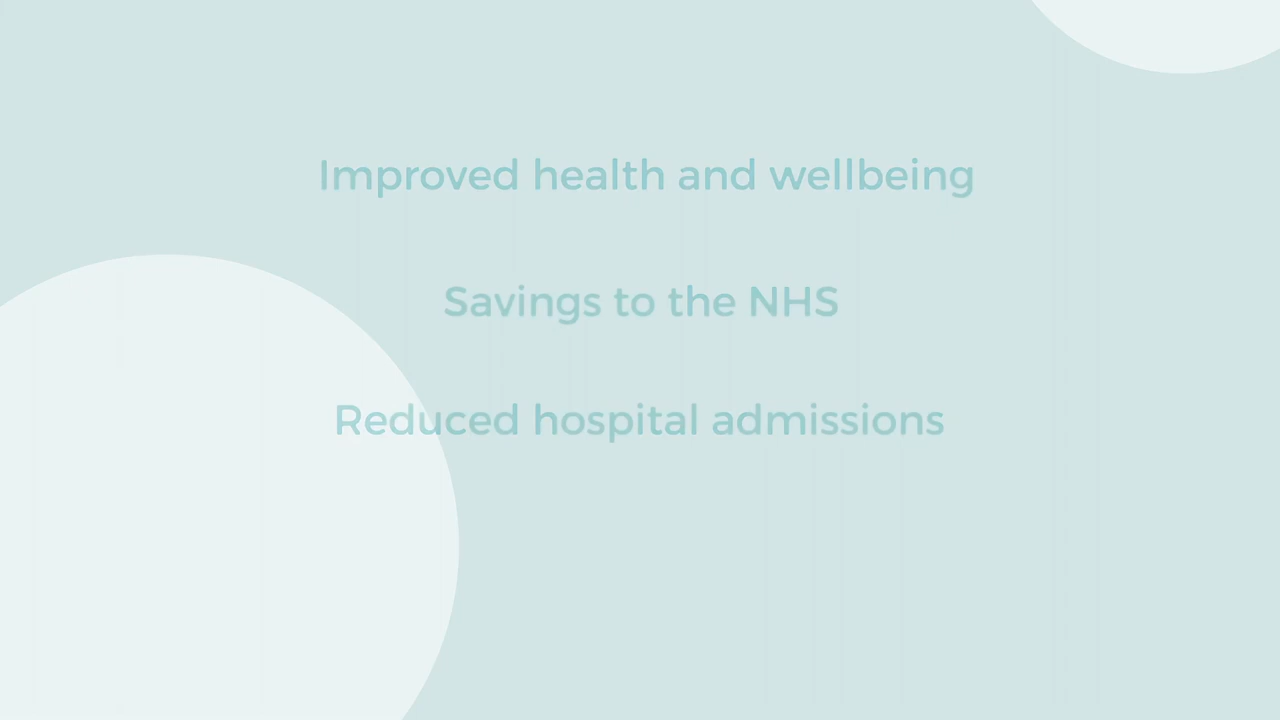 Improved health and wellbeing
Savings to the NHS
Reduced hospital admissions